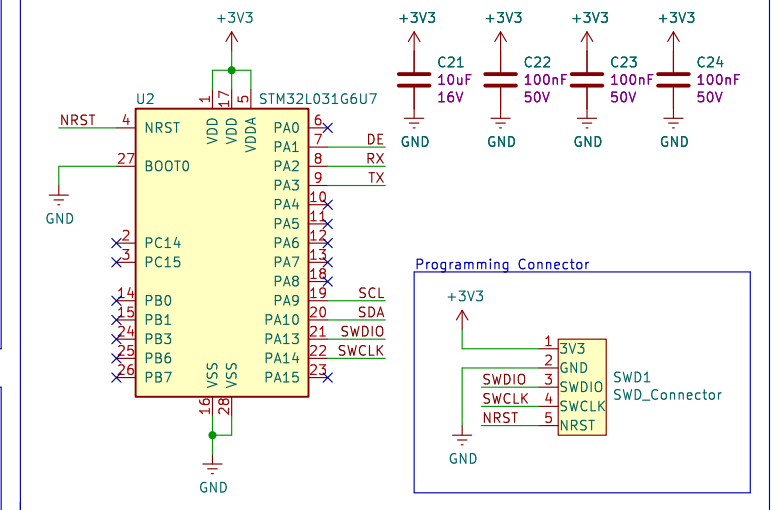 +3V3 +3V3 +3V3 +3V3 +3V3
C21 C22 C23 C24
10uF 100nF 100nF 100nF
16V 50V 50V 50V
GND GND GND GND
U2 STM32L031G6U7
1 17 5
VDD VDD VDDA
NRST 4 NRST PA0 6
PA1 7 DE
27 BOOT0 PA2 8 RX
PA3 9 TX
GND
PA4 10
PA5 11
2 PC14 PA6 12
3 PC15 PA7 13
PA8 18
14 PB0 PA9 19 SCL
15 PB1 PA10 20 SDA
24 PB3 PA13 21 SWDIO
25 PB6 PA14 22 SWCLK
26 PB7 PA15 23
VSS VSS
16 28
GND
Programming Connector
+3V3
1 3V3
2 GND
SWDIO 3 SWDIO
SWCLK 4 SWCLK
NRST 5 NRST
SWD1
SWD_Connector
GND